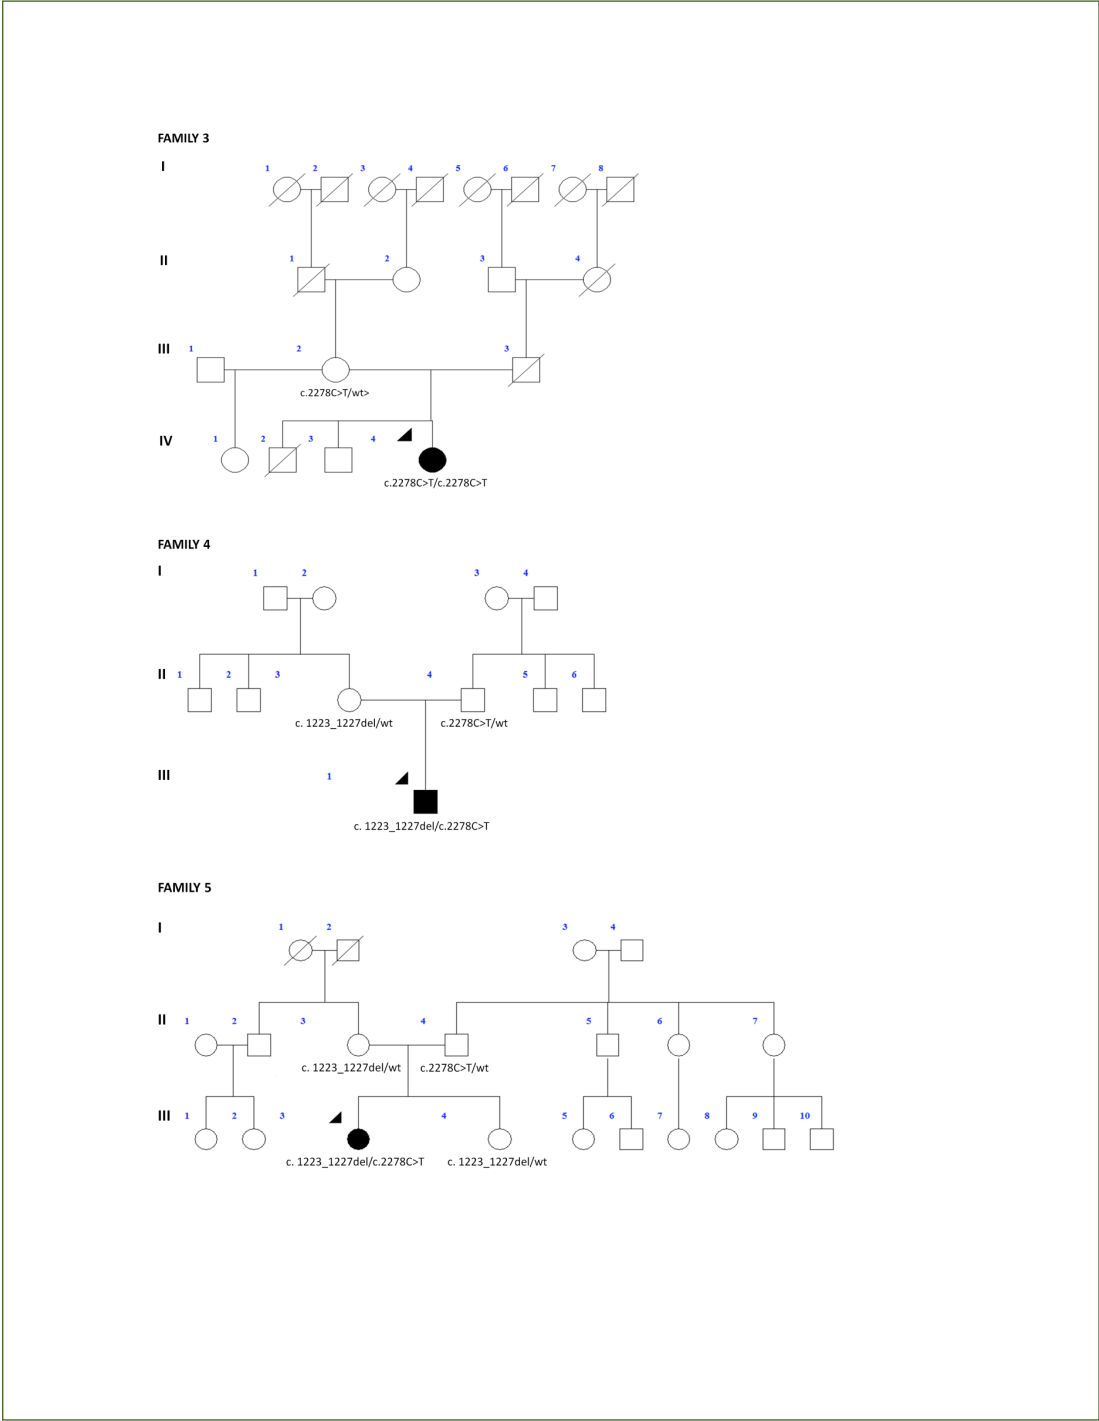 FAMILY 3
I
1 2 3 4 5 6 7 8
II
1 2 3 4
III
1 2 3
c.2278C>T/wt>
IV
1 2 3 4
c.2278C>T/c.2278C>T
FAMILY 4
I
1 2 3 4
II
1 2 3 4 5 6
c. 1223_1227del/wt c.2278C>T/wt
III
1
c. 1223_1227del/c.2278C>T
FAMILY 5
I
1 2 3 4
II
1 2 3 4 5 6 7
c. 1223_1227del/wt c.2278C>T/wt
III
1 2 3 4 5 6 7 8 9 10
c. 1223_1227del/c.2278C>T c. 1223_1227del/wt